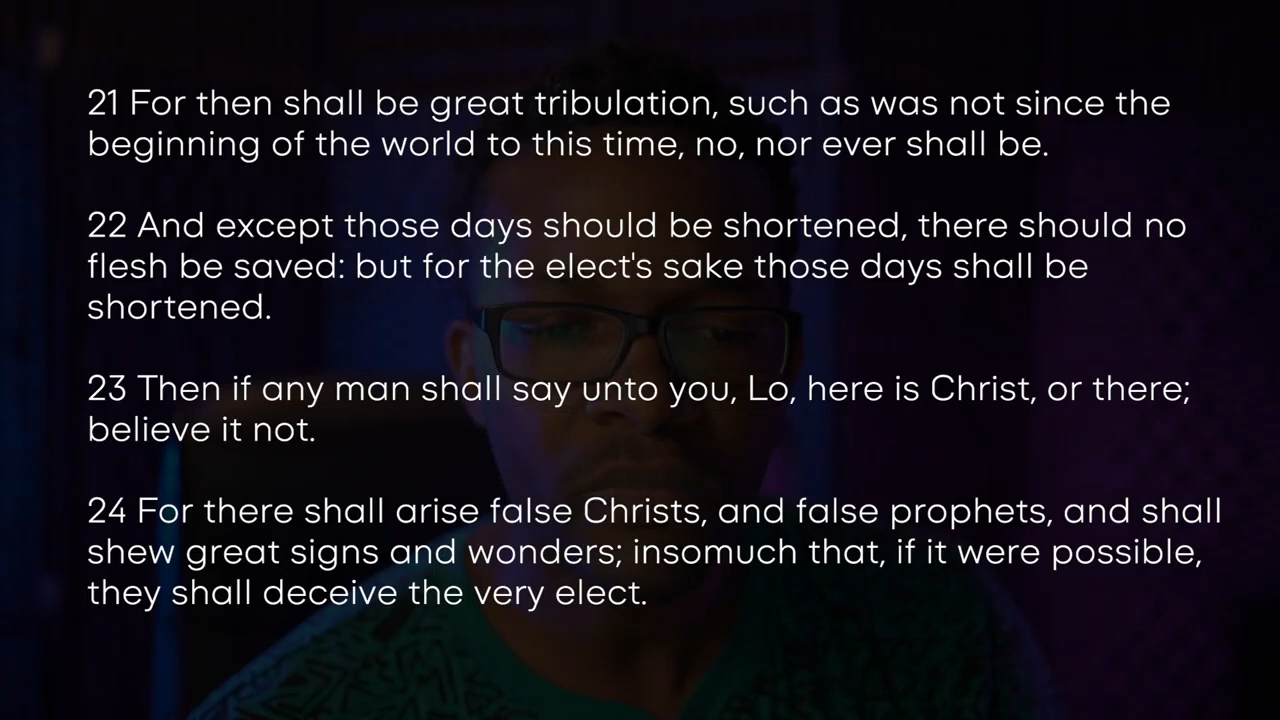 21 For then shall be great tribulation, such as was not since the
beginning of the world to this time, no, nor ever shall be.
22 And except those days should be shortened, there should no
flesh be saved: but for the elect's sake those days shall be
shortened.
23 Then if any man shall say unto you, Lo, here is Christ, or there;
believe it not.
24 For there shall arise false Christs, and false prophets, and shall
shew great signs and wonders; insomuch that, if it were possible,
they shall deceive the very elect.